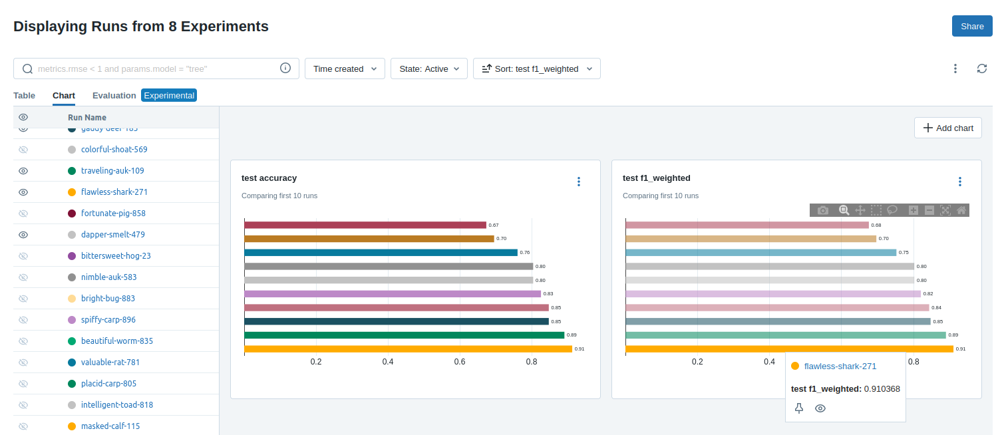 Displaying Runs from 8 Experiments
Share
metrics.rmse < 1 and params.model = "tree"
Time created
State: Active
Sort: test f1_weighted
Table
Chart
Evaluation
Experimental
Run Name
gaudy-deer-185
colorful-shoat-569
traveling-auk-109
flawless-shark-271
fortunate-pig-858
dapper-smelt-479
bittersweet-hog-23
nimble-auk-583
bright-bug-883
spiffy-carp-896
beautiful-worm-835
valuable-rat-781
placid-carp-805
intelligent-toad-818
masked-calf-115
Add chart
test accuracy
Comparing first 10 runs
0.67
0.70
0.76
0.80
0.80
0.83
0.85
0.85
0.89
0.91
0.2
0.4
0.6
0.8
test f1_weighted
Comparing first 10 runs
0.68
0.70
0.75
0.80
0.80
0.82
0.84
0.85
0.89
0.91
0.2
0.4
0.8
flawless-shark-271
test f1_weighted: 0.910368